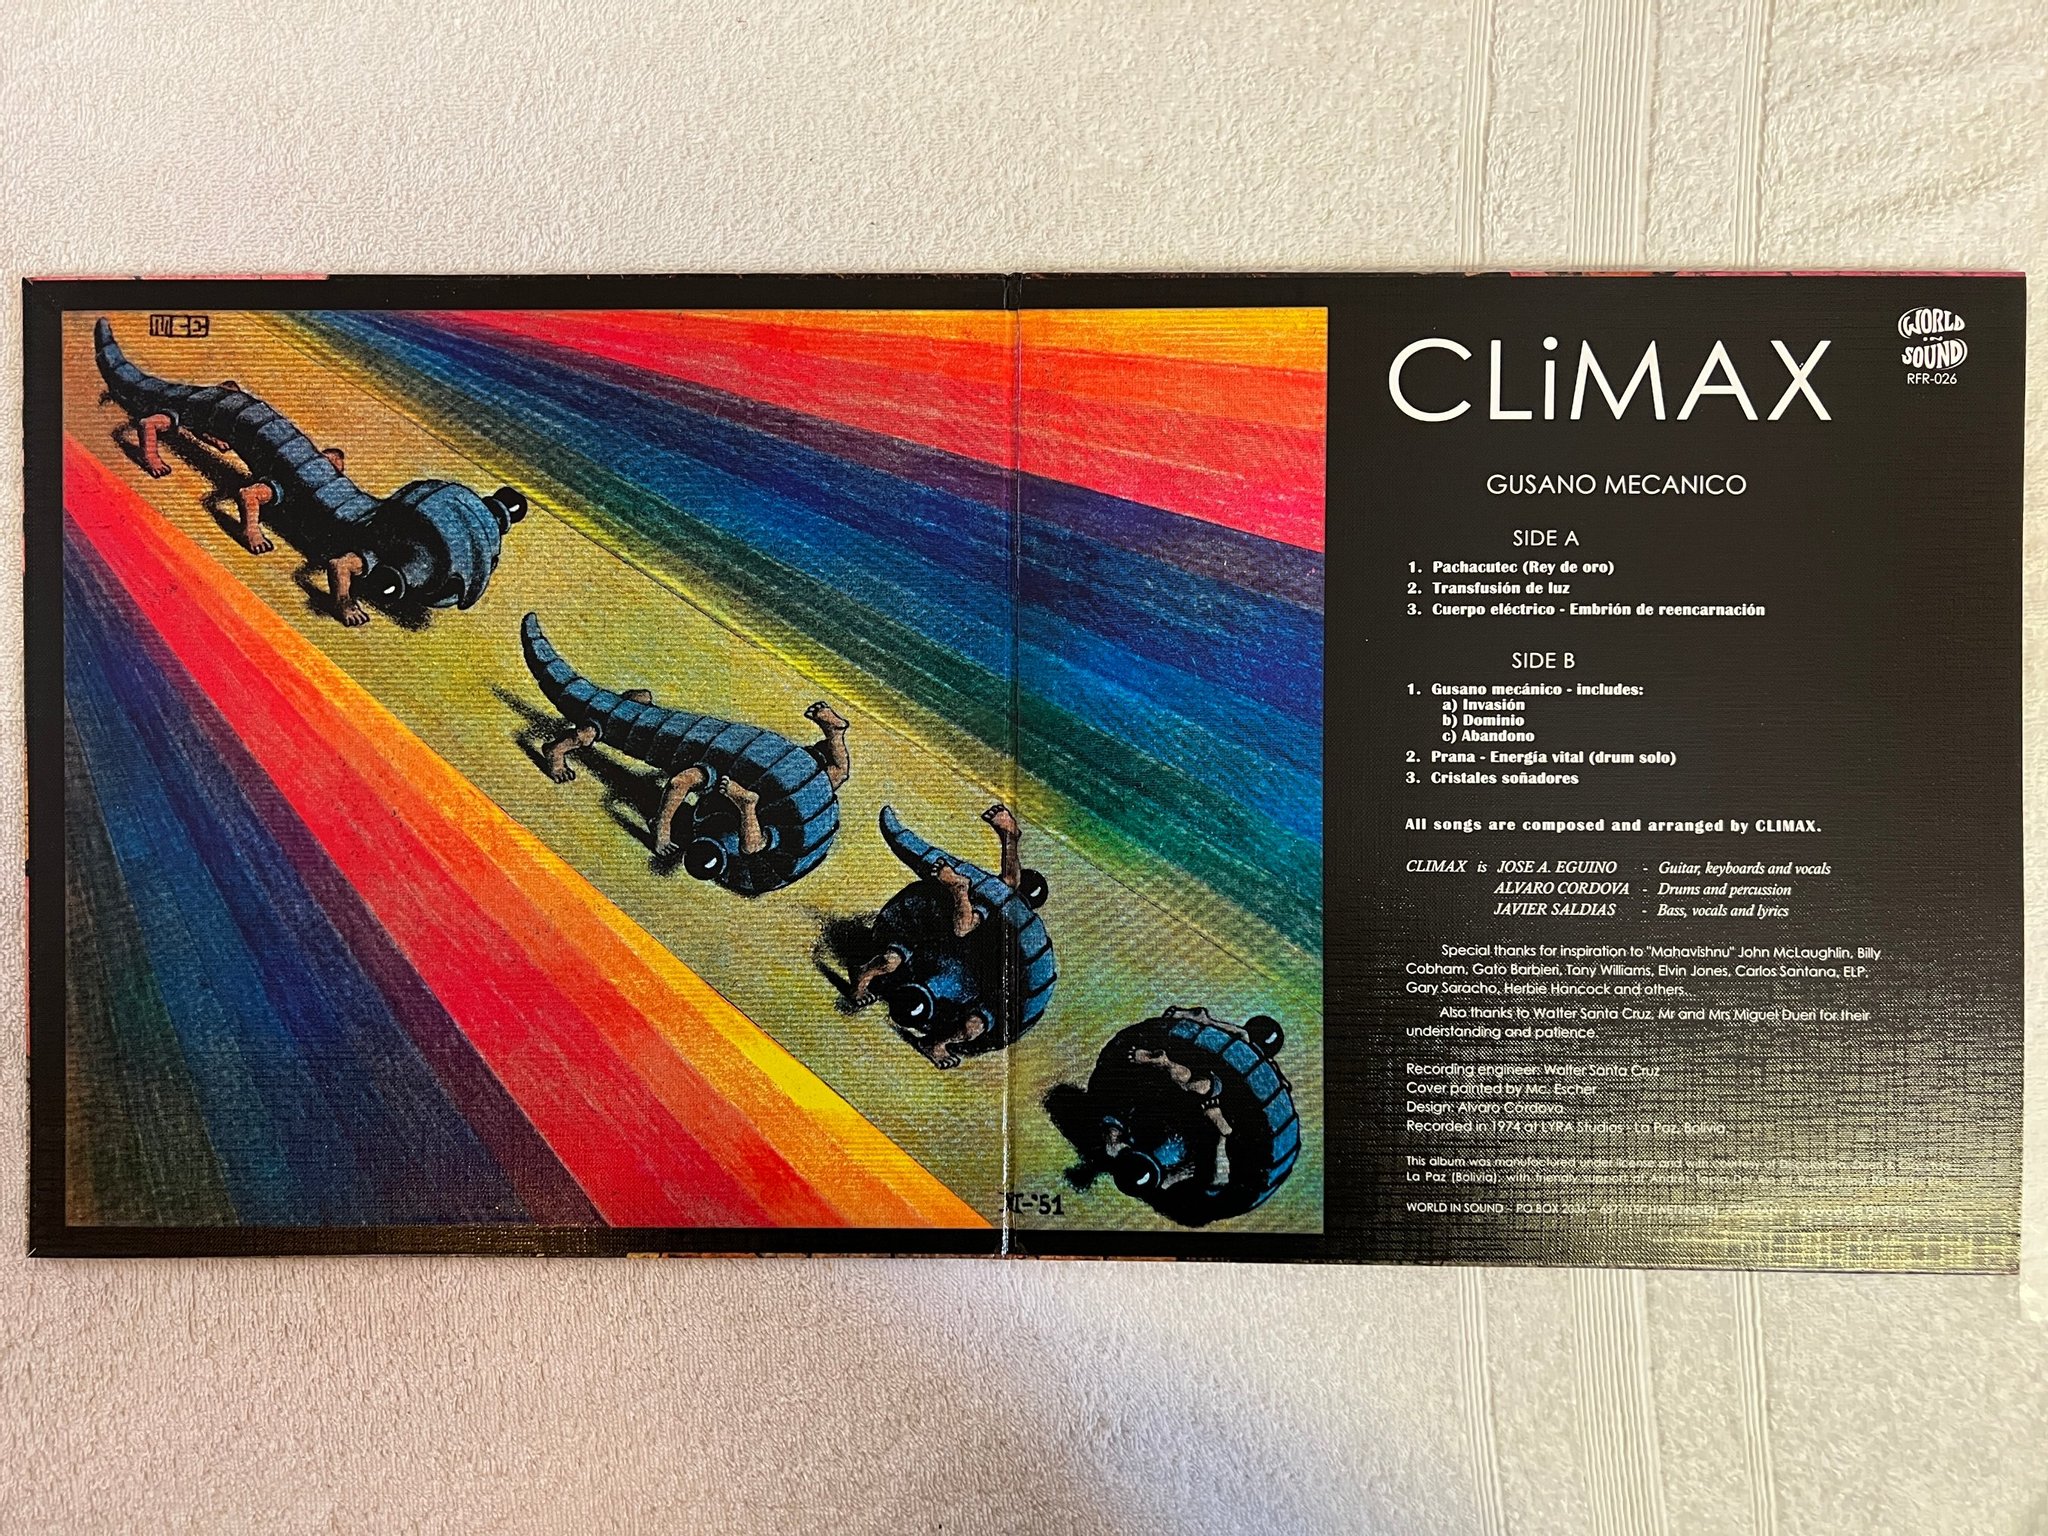 MCE
XI-'51
CLiMAX
WORLD
IN
SOUND
RFR-026
GUSANO MECANICO
SIDE A
1. Pachacutec (Rey de oro)
2. Transfusión de luz
3. Cuerpo eléctrico - Embrión de reencarnación
SIDE B
1. Gusano mecánico - includes:
a) Invasión
b) Dominio
c) Abandono
2. Prana - Energía vital (drum solo)
3. Cristales soñadores
All songs are composed and arranged by CLIMAX.
CLIMAX is JOSE A. EGUINO - Guitar, keyboards and vocals
ALVARO CORDOVA - Drums and percussion
JAVIER SALDIAS - Bass, vocals and lyrics
Special thanks for inspiration to "Mahavishnu" John McLaughlin, Billy
Cobham, Gato Barbieri, Tony Williams, Elvin Jones, Carlos Santana, ELP,
Gary Saracho, Herbie Hancock and others...
Also thanks to Walter Santa Cruz, Mr and Mrs Miguel Dueri for their
understanding and patience.
Recording engineer: Walter Santa Cruz
Cover painted by Mc. Escher
Design: Alvaro Cordova
Recorded in 1974 at LYRA Studios - La Paz, Bolivia.
This album was manufactured under license and with courtesy of
La Paz (Bolivia), with friendly support of Andrés
WORLD IN SOUND - P.O.BOX